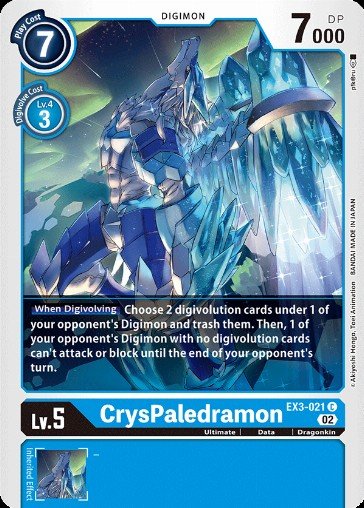 DIGIMON
Play Cost
7
7000
DP
Digivolve Cost
Lv.4
3
When Digivolving Choose 2 digivolution cards under 1 of
your opponent's Digimon and trash them. Then, 1 of
your opponent's Digimon with no digivolution cards
can't attack or block until the end of your opponent's
turn.
© Akiyoshi Hongo, Toei Animation BANDAI MADE IN JAPAN
Lv.5
CrysPaledramon
EX3-021 C
02
Ultimate | Data | Dragonkin
Inherited Effect
-